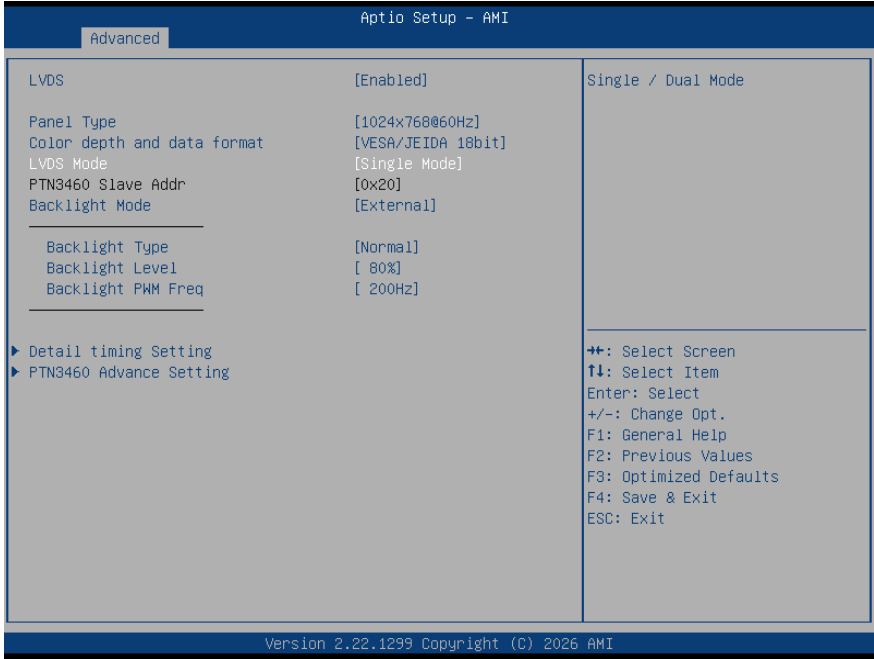 Aptio Setup - AMI
Advanced
LVDS [Enabled]
Panel Type [1024x768@60Hz]
Color depth and data format [VESA/JEIDA 18bit]
LVDS Mode [Single Mode]
PTN3460 Slave Addr [0x20]
Backlight Mode [External]
Backlight Type [Normal]
Backlight Level [ 80%]
Backlight PWM Freq [ 200Hz]
Detail timing Setting
PTN3460 Advance Setting
Single / Dual Mode
→←: Select Screen
↑↓: Select Item
Enter: Select
+/-: Change Opt.
F1: General Help
F2: Previous Values
F3: Optimized Defaults
F4: Save & Exit
ESC: Exit
Version 2.22.1299 Copyright (C) 2026 AMI